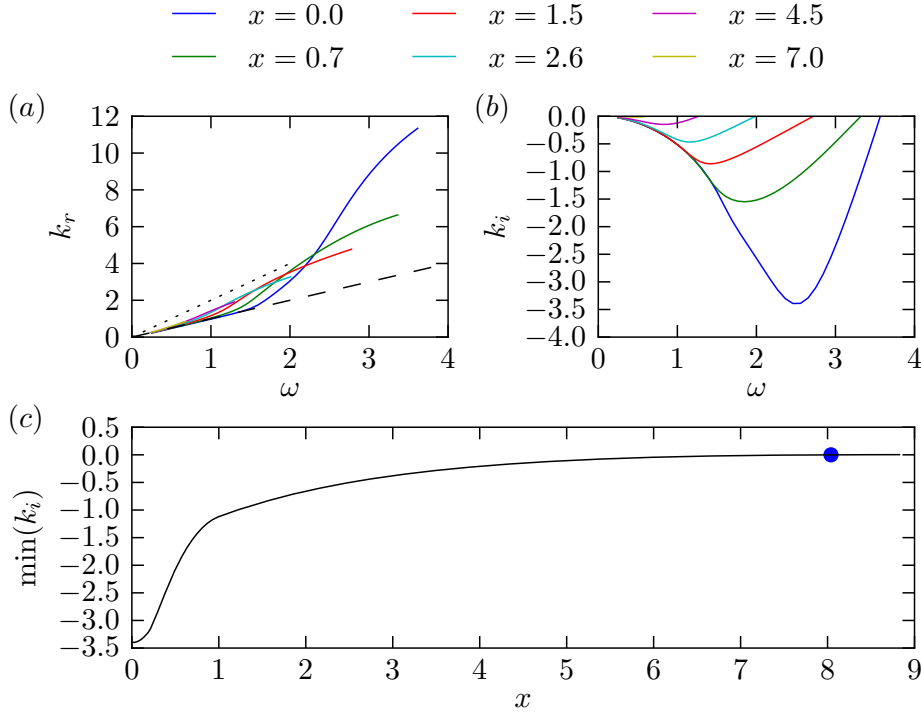 x = 0.0 x = 1.5 x = 4.5
x = 0.7 x = 2.6 x = 7.0
(a) (b)
12
10
8
6
4
2
0
k_r
0 1 2 3 4
ω
0.0
−0.5
−1.0
−1.5
−2.0
−2.5
−3.0
−3.5
−4.0
k_i
0 1 2 3 4
ω
(c)
0.5
0.0
−0.5
−1.0
−1.5
−2.0
−2.5
−3.0
−3.5
min(k_i)
0 1 2 3 4 5 6 7 8 9
x